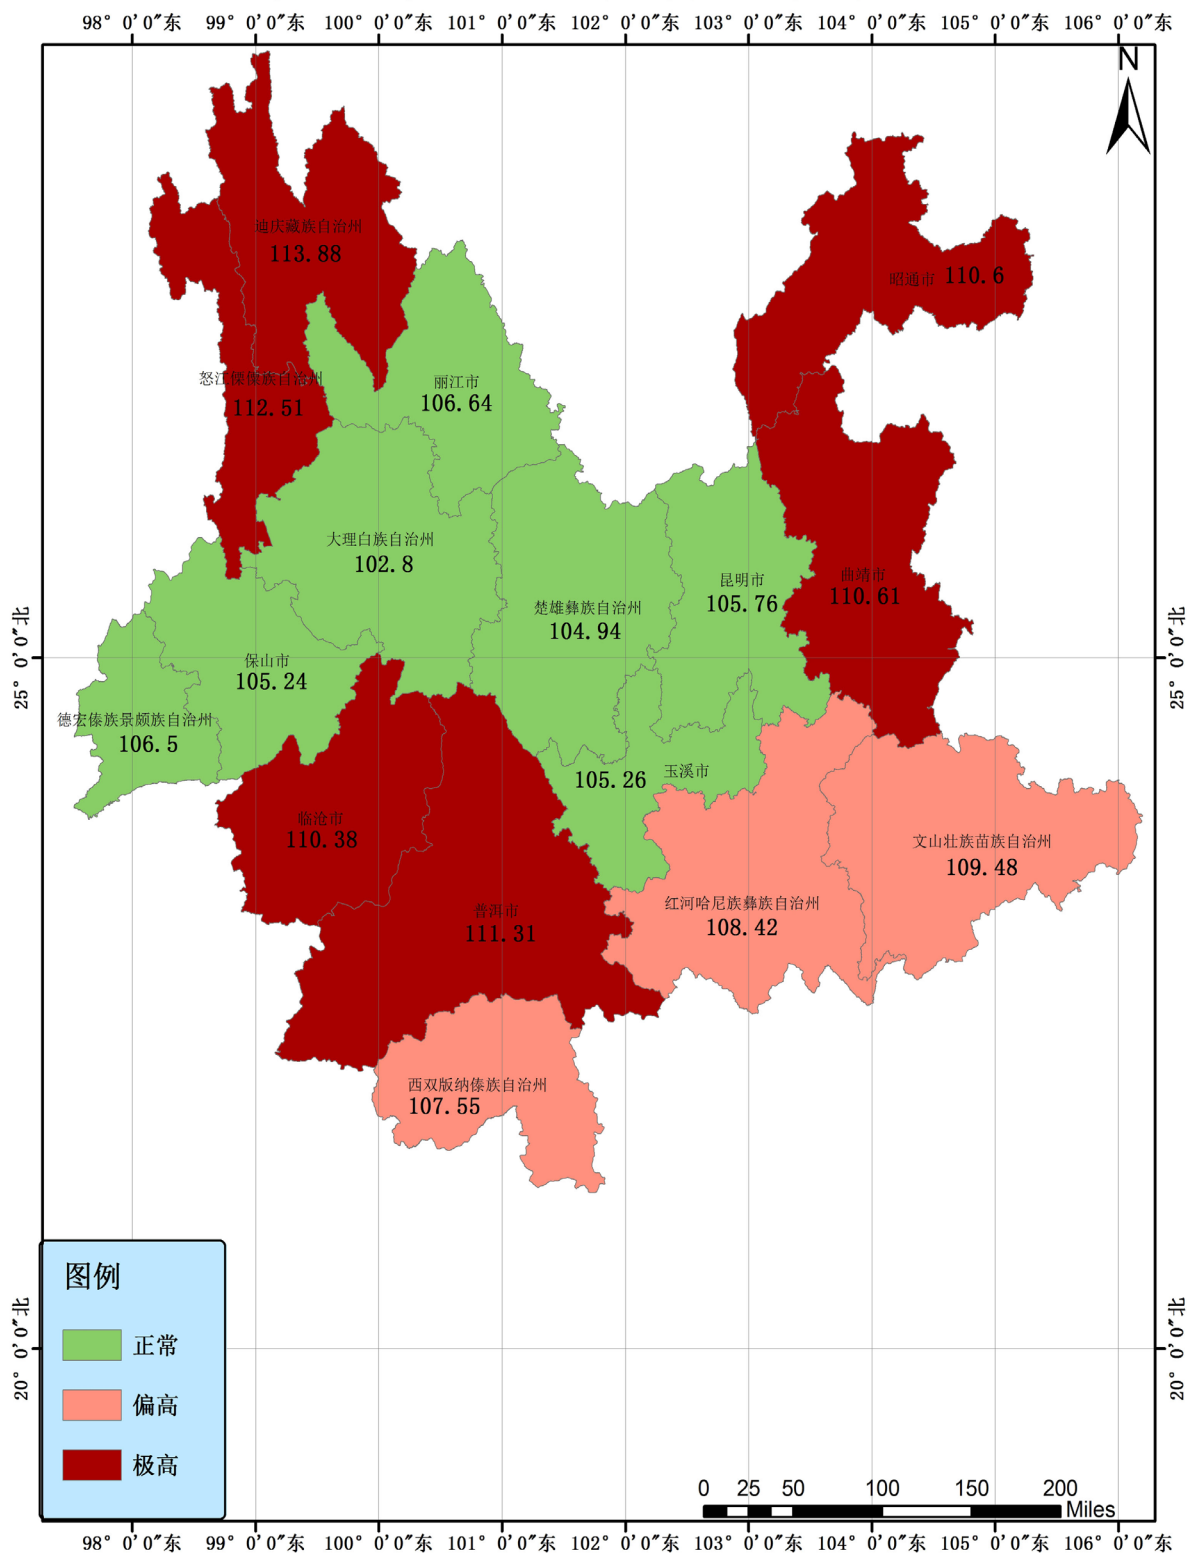 98° 0′0″东 99° 0′0″东 100° 0′0″东 101° 0′0″东 102° 0′0″东 103° 0′0″东 104° 0′0″东 105° 0′0″东 106° 0′0″东
N
迪庆藏族自治州
113.88
昭通市 110.6
怒江傈僳族自治州
112.51
丽江市
106.64
大理白族自治州
102.8
昆明市
105.76
曲靖市
110.61
楚雄彝族自治州
104.94
25° 0′0″北
25° 0′0″北
保山市
105.24
德宏傣族景颇族自治州
106.5
105.26 玉溪市
临沧市
110.38
文山壮族苗族自治州
109.48
普洱市
111.31
红河哈尼族彝族自治州
108.42
西双版纳傣族自治州
107.55
图例
正常
偏高
极高
20° 0′0″北
20° 0′0″北
0 25 50 100 150 200
Miles
98° 0′0″东 99° 0′0″东 100° 0′0″东 101° 0′0″东 102° 0′0″东 103° 0′0″东 104° 0′0″东 105° 0′0″东 106° 0′0″东